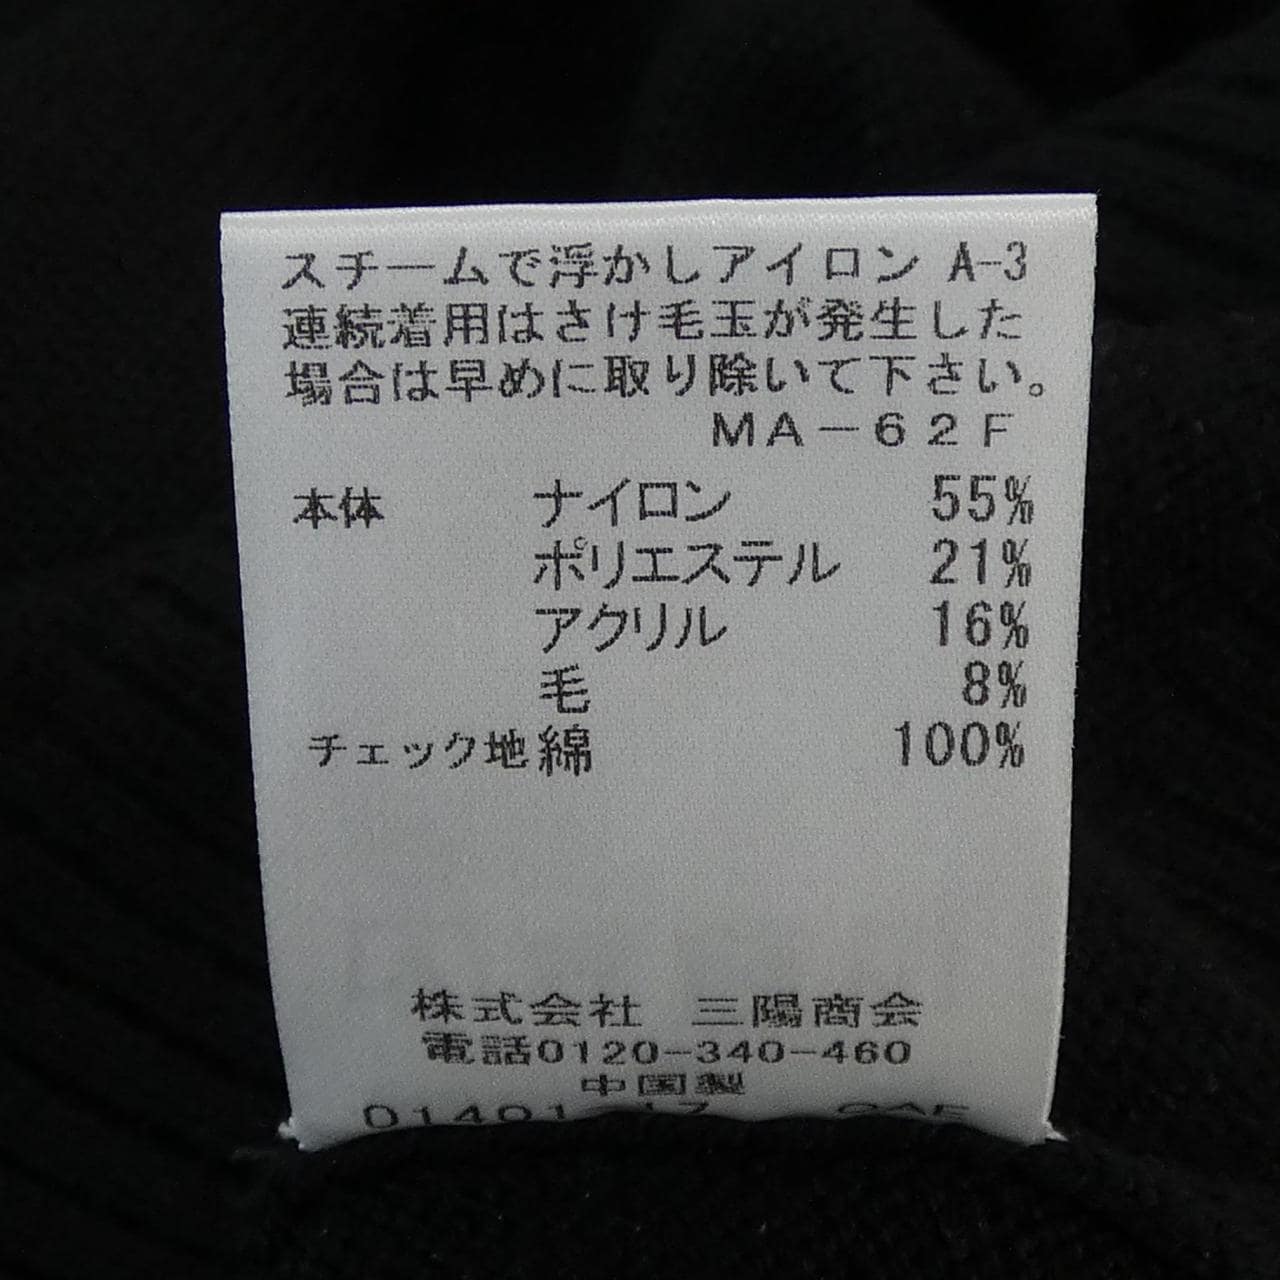 スチームで浮かしアイロン A-3
連続着用はさけ毛玉が発生した
場合は早めに取り除いて下さい。
MA-62F
本体 ナイロン 55%
ポリエステル 21%
アクリル 16%
毛 8%
チェック地 綿 100%
株式会社 三陽商会
電話0120-340-460
中国製